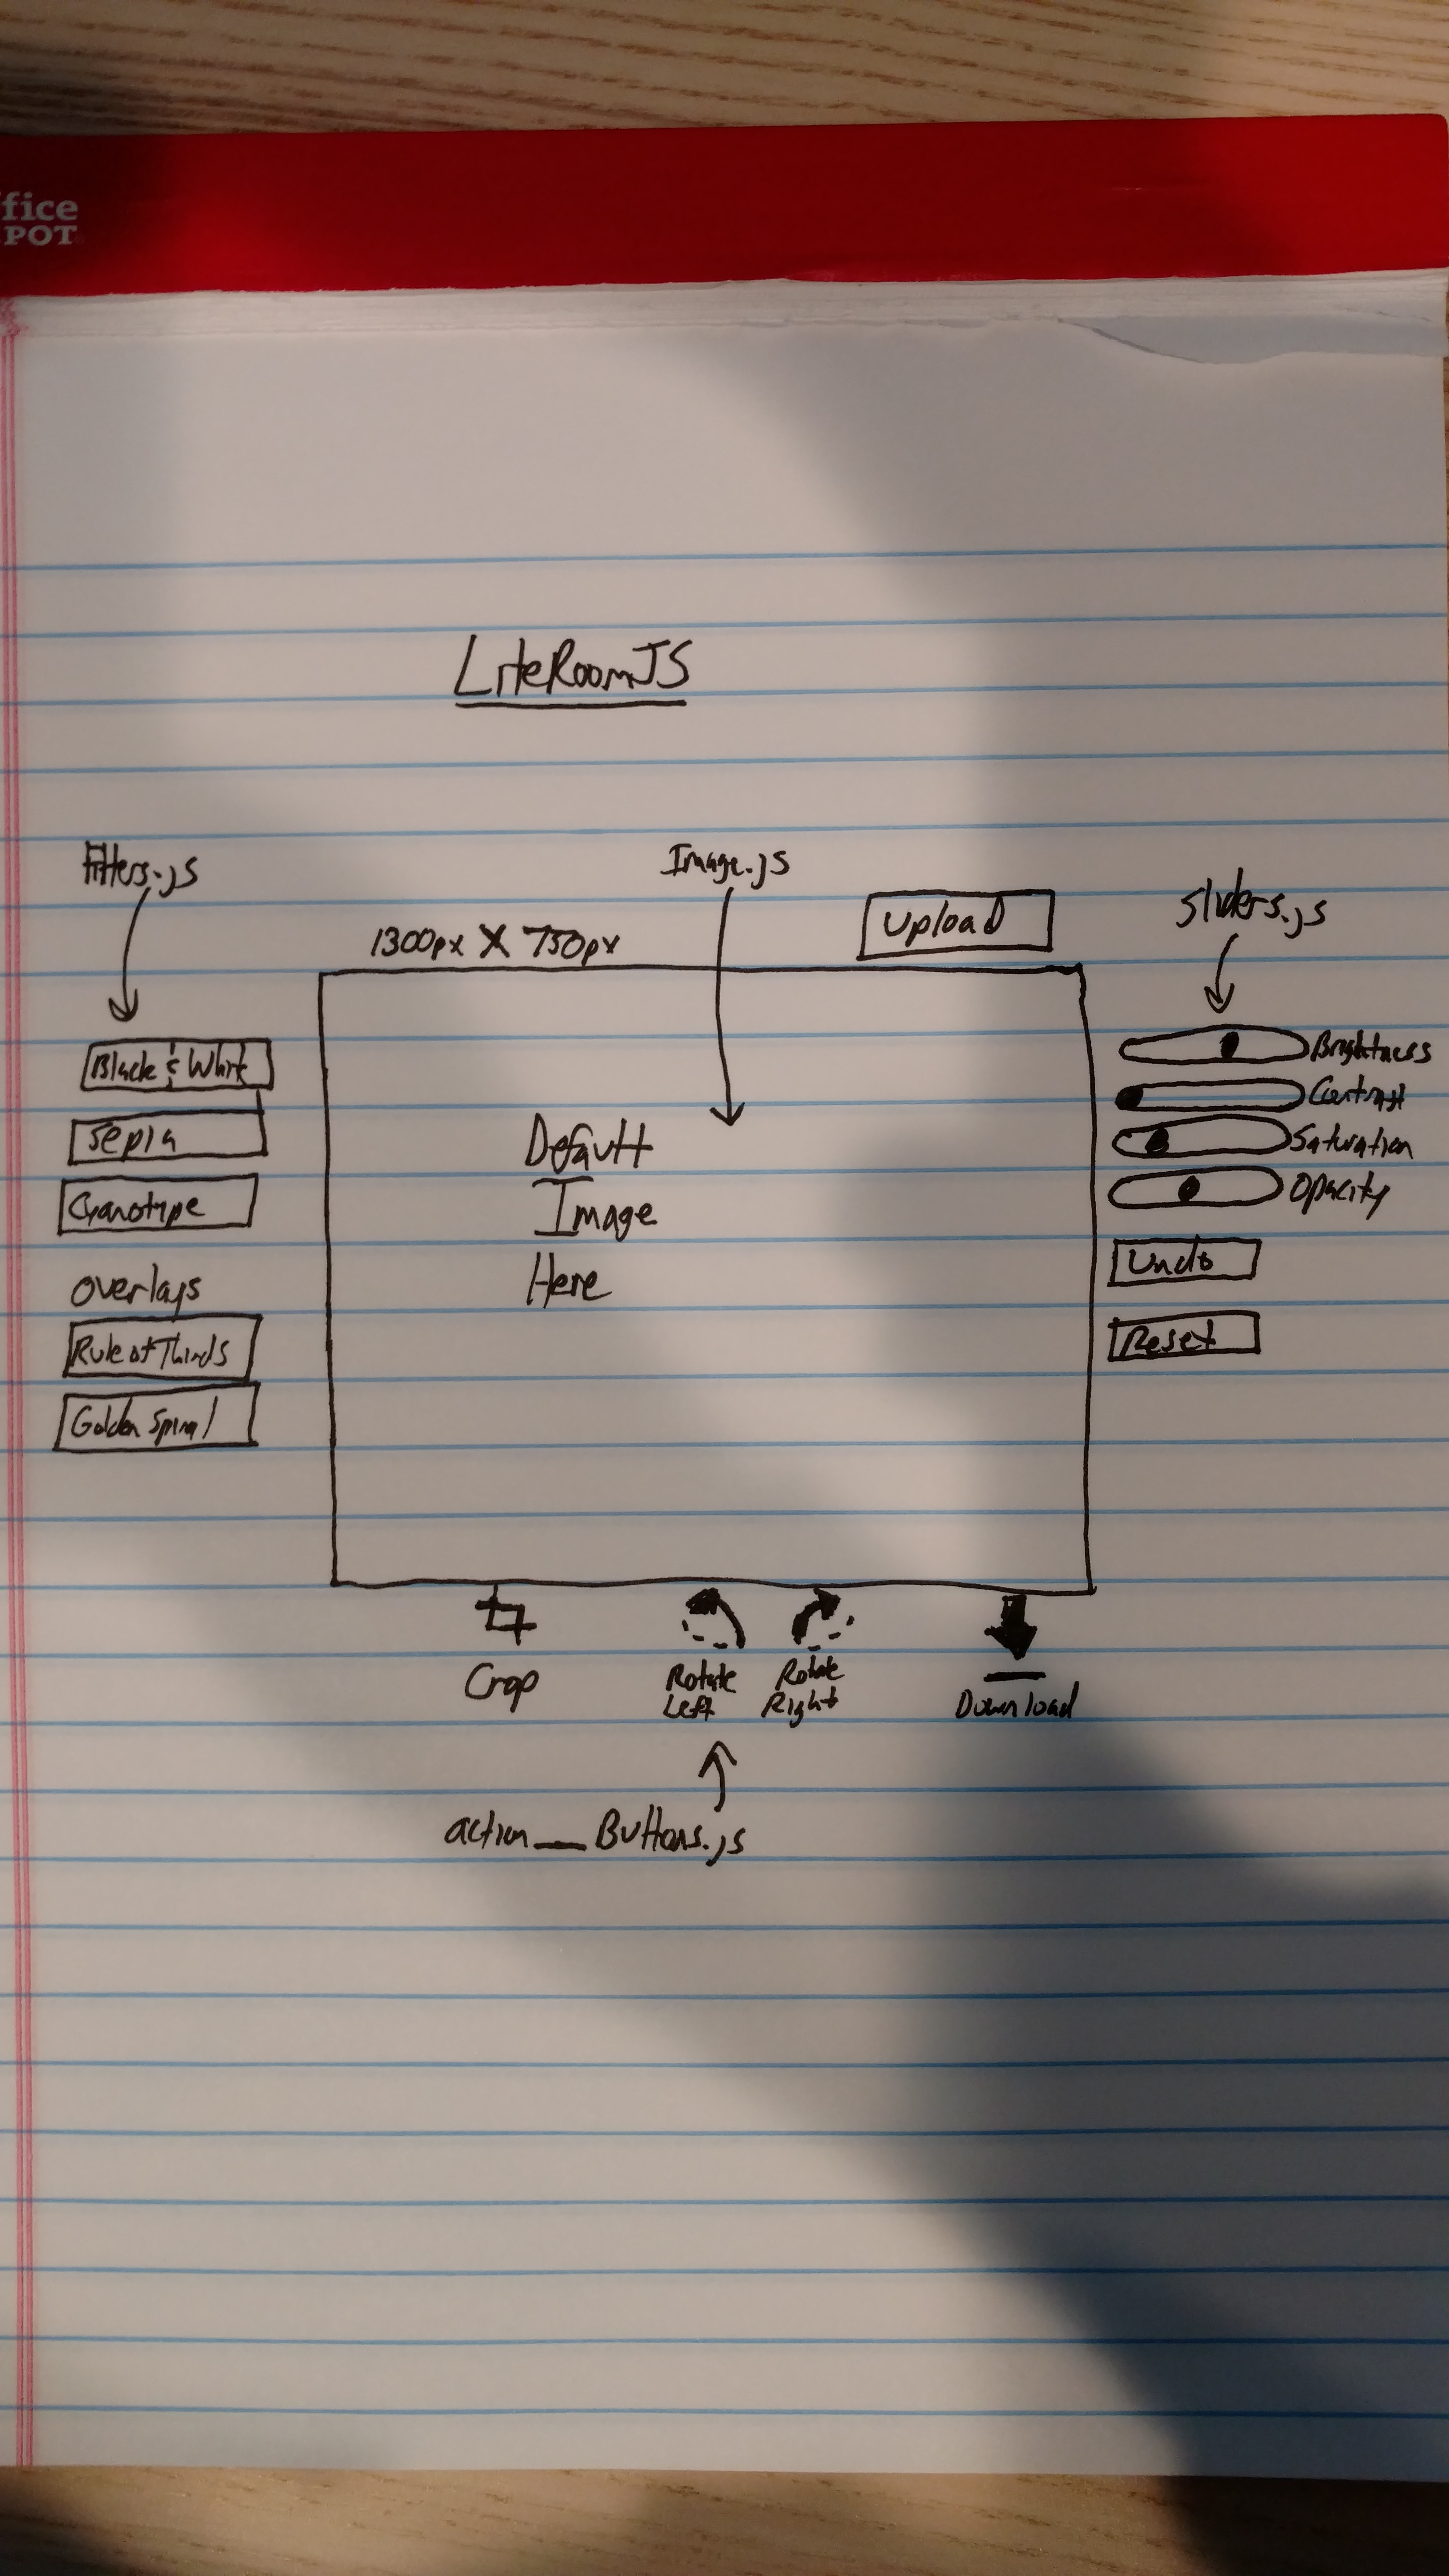 fice
POT
LiteRoomJS
Filters.js
Image.js
Sliders.js
1300px X 750px
Upload
Black & White
Sepia
Cyanotype
Overlays
Rule of Thirds
Golden Spiral
Default
Image
Here
Brightness
Contrast
Saturation
Opacity
Undo
Reset
Crop
Rotate
Left
Rotate
Right
Download
action_Buttons.js